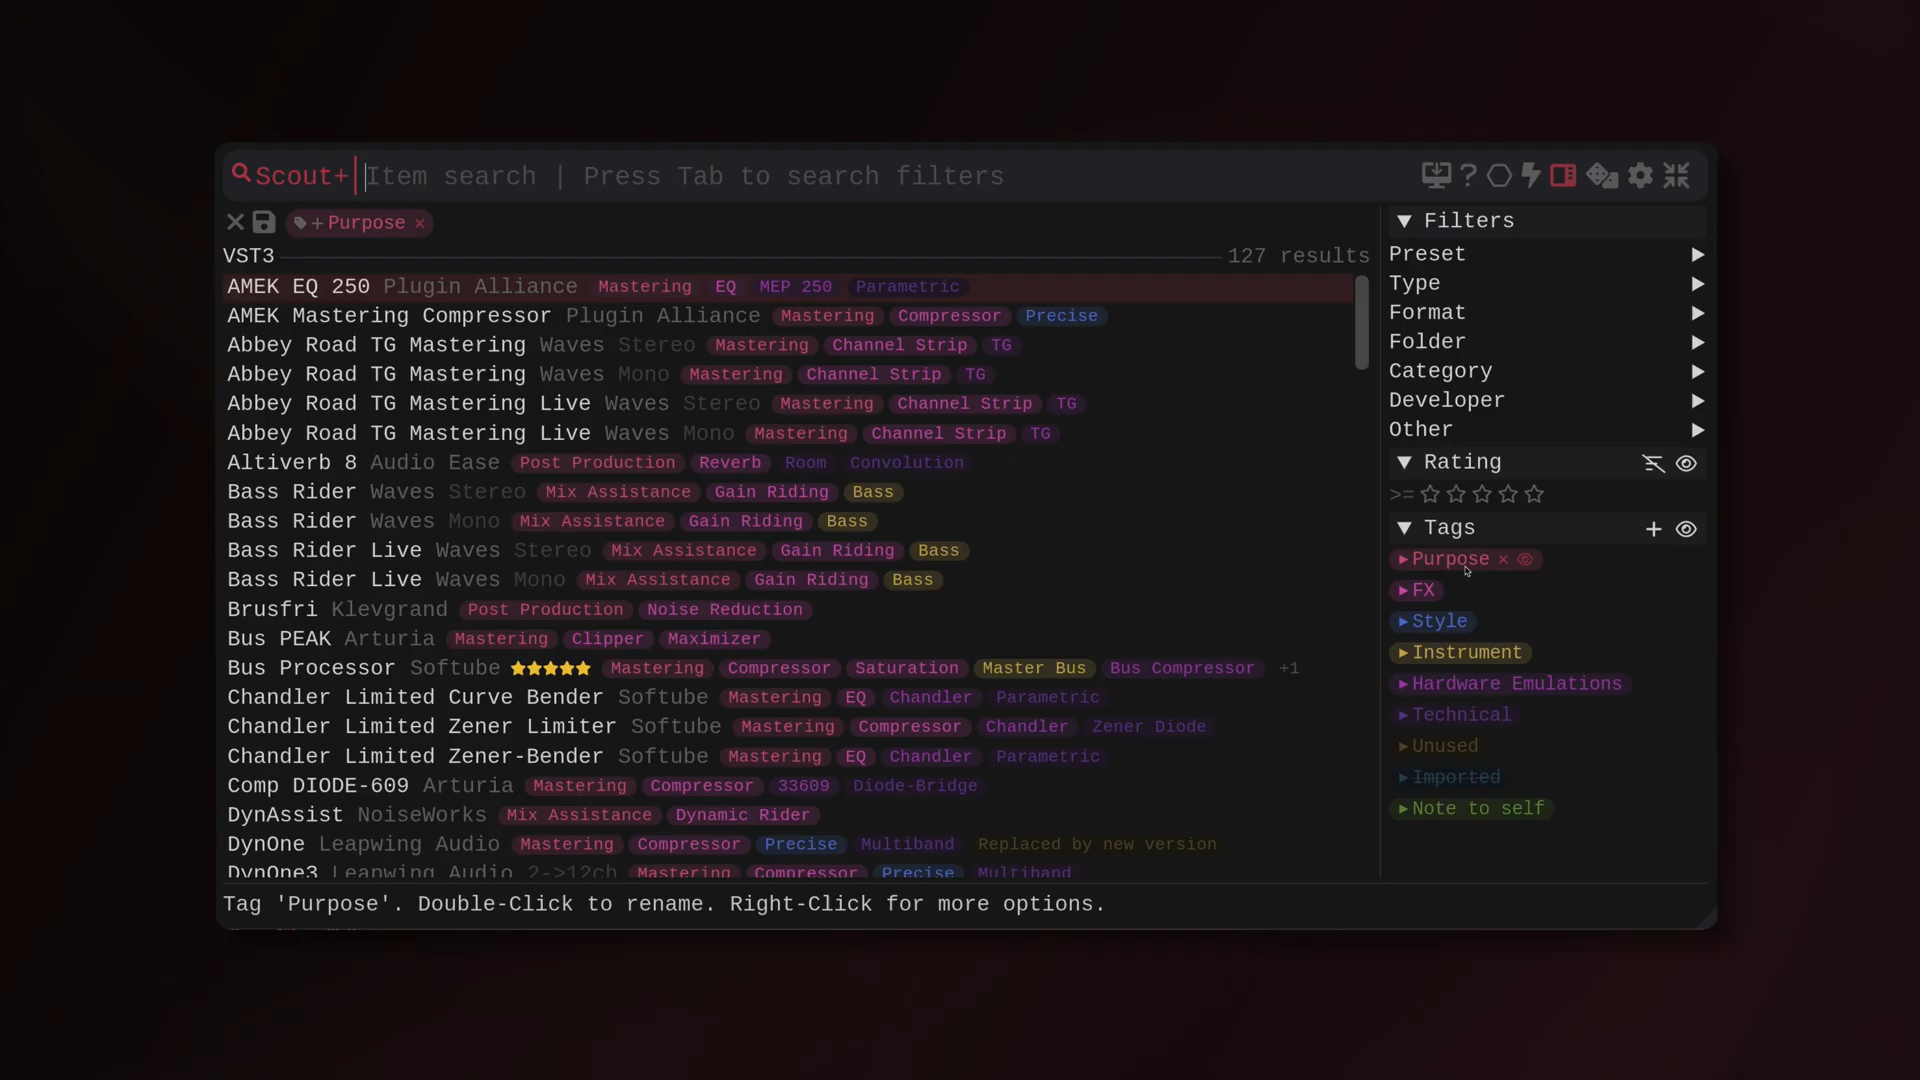 Scout+ Item search | Press Tab to search filters ?
+Purpose ×
VST3 127 results
AMEK EQ 250 Plugin Alliance Mastering EQ MEP 250 Parametric
AMEK Mastering Compressor Plugin Alliance Mastering Compressor Precise
Abbey Road TG Mastering Waves Stereo Mastering Channel Strip TG
Abbey Road TG Mastering Waves Mono Mastering Channel Strip TG
Abbey Road TG Mastering Live Waves Stereo Mastering Channel Strip TG
Abbey Road TG Mastering Live Waves Mono Mastering Channel Strip TG
Altiverb 8 Audio Ease Post Production Reverb Room Convolution
Bass Rider Waves Stereo Mix Assistance Gain Riding Bass
Bass Rider Waves Mono Mix Assistance Gain Riding Bass
Bass Rider Live Waves Stereo Mix Assistance Gain Riding Bass
Bass Rider Live Waves Mono Mix Assistance Gain Riding Bass
Brusfri Klevgrand Post Production Noise Reduction
Bus PEAK Arturia Mastering Clipper Maximizer
Bus Processor Softube Mastering Compressor Saturation Master Bus Bus Compressor +1
Chandler Limited Curve Bender Softube Mastering EQ Chandler Parametric
Chandler Limited Zener Limiter Softube Mastering Compressor Chandler Zener Diode
Chandler Limited Zener-Bender Softube Mastering EQ Chandler Parametric
Comp DIODE-609 Arturia Mastering Compressor 33609 Diode-Bridge
DynAssist NoiseWorks Mix Assistance Dynamic Rider
DynOne Leapwing Audio Mastering Compressor Precise Multiband Replaced by new version
DynOne3 Leapwing Audio 2->12ch Mastering Compressor Precise Multiband
Filters
Preset
Type
Format
Folder
Category
Developer
Other
Rating
>=
Tags
Purpose ×
FX
Style
Instrument
Hardware Emulations
Technical
Unused
Imported
Note to self
Tag 'Purpose'. Double-Click to rename. Right-Click for more options.